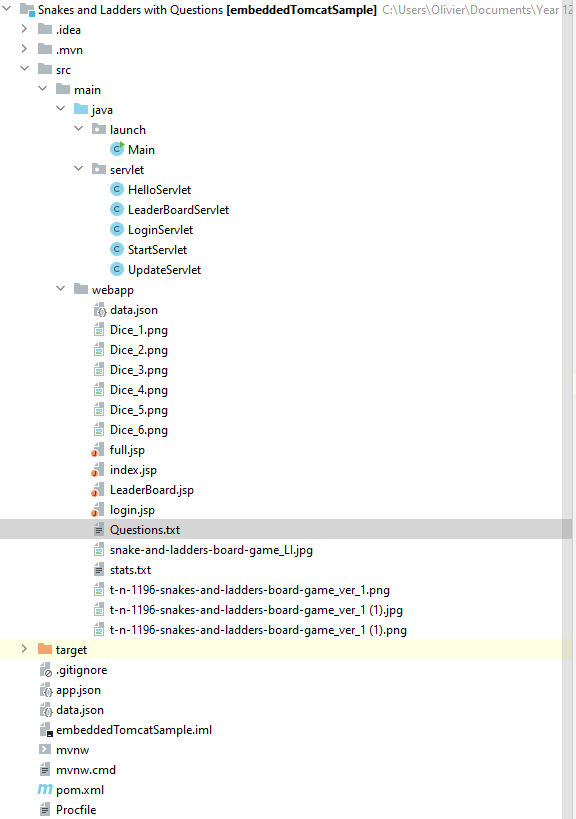 Snakes and Ladders with Questions [embeddedTomcatSample] C:\Users\Olivier\Documents\Year 12
.idea
.mvn
src
main
java
launch
Main
servlet
HelloServlet
LeaderBoardServlet
LoginServlet
StartServlet
UpdateServlet
webapp
data.json
Dice_1.png
Dice_2.png
Dice_3.png
Dice_4.png
Dice_5.png
Dice_6.png
full.jsp
index.jsp
LeaderBoard.jsp
login.jsp
Questions.txt
snake-and-ladders-board-game_LI.jpg
stats.txt
t-n-1196-snakes-and-ladders-board-game_ver_1.png
t-n-1196-snakes-and-ladders-board-game_ver_1 (1).jpg
t-n-1196-snakes-and-ladders-board-game_ver_1 (1).png
target
.gitignore
app.json
data.json
embeddedTomcatSample.iml
mvnw
mvnw.cmd
pom.xml
Procfile